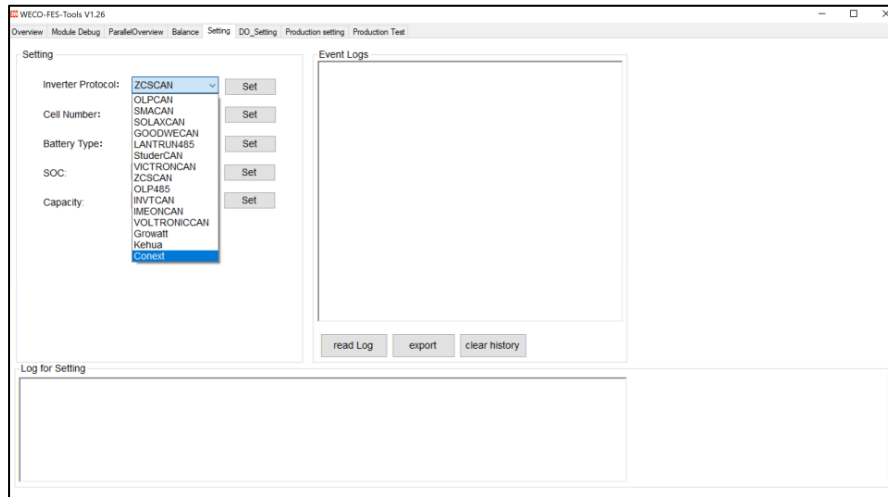 WECO-FES-Tools V1.26
Overview Module Debug ParallelOverview Balance Setting DO_Setting Production setting Production Test
Setting
Inverter Protocol: ZCSCAN Set
OLPCAN
SMACAN
SOLAXCAN
GOODWECAN
LANTRUN485
StuderCAN
VICTRONCAN
ZCSCAN
OLP485
INVTCAN
IMEONCAN
VOLTRONICCAN
Growatt
Kehua
Conext
Cell Number: Set
Battery Type: Set
SOC: Set
Capacity: Set
Event Logs
read Log export clear history
Log for Setting